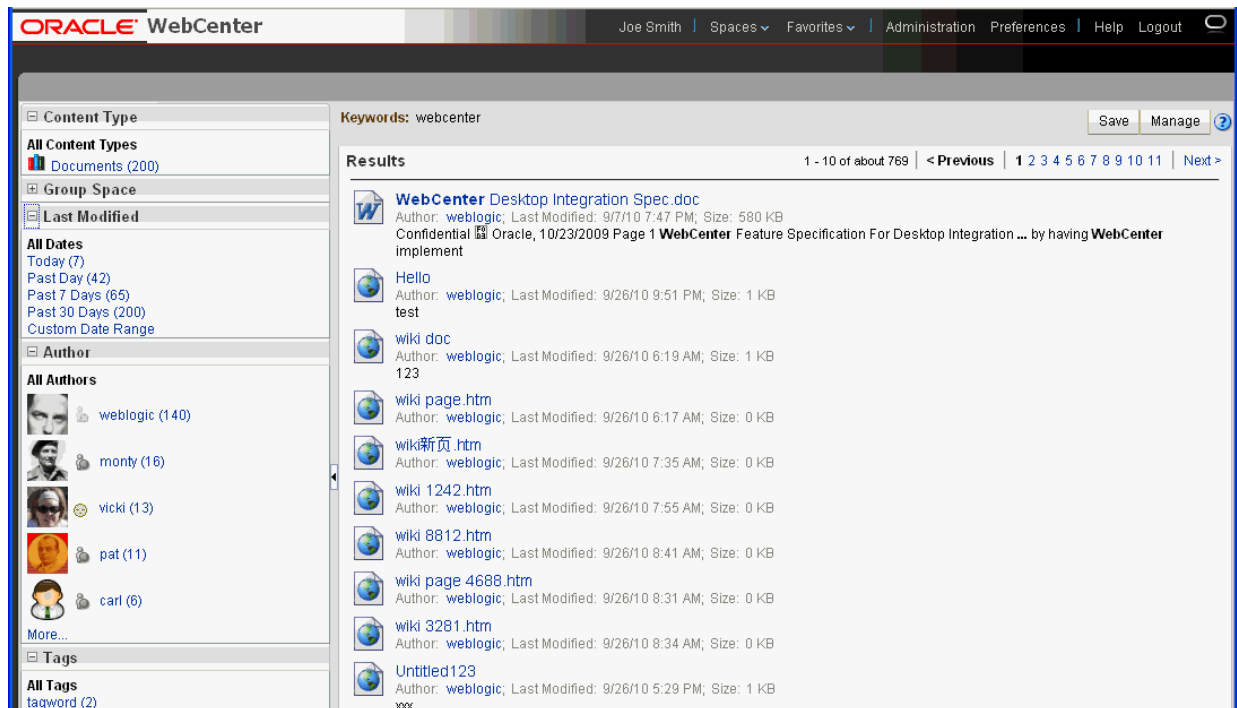 ORACLE WebCenter
Joe Smith | Spaces Favorites | Administration Preferences | Help Logout
Content Type
All Content Types
Documents (200)
Group Space
Last Modified
All Dates
Today (7)
Past Day (42)
Past 7 Days (65)
Past 30 Days (200)
Custom Date Range
Author
All Authors
weblogic (140)
monty (16)
vicki (13)
pat (11)
carl (6)
More...
Tags
All Tags
tagword (2)
Keywords: webcenter
Save Manage ?
Results
1 - 10 of about 769 | < Previous | 1 2 3 4 5 6 7 8 9 10 11 | Next >
WebCenter Desktop Integration Spec.doc
Author: weblogic; Last Modified: 9/7/10 7:47 PM; Size: 580 KB
Confidential Oracle, 10/23/2009 Page 1 WebCenter Feature Specification For Desktop Integration ... by having WebCenter
implement
Hello
Author: weblogic; Last Modified: 9/26/10 9:51 PM; Size: 1 KB
test
wiki doc
Author: weblogic; Last Modified: 9/26/10 6:19 AM; Size: 1 KB
123
wiki page.htm
Author: weblogic; Last Modified: 9/26/10 6:17 AM; Size: 0 KB
wiki新页.htm
Author: weblogic; Last Modified: 9/26/10 7:35 AM; Size: 0 KB
wiki 1242.htm
Author: weblogic; Last Modified: 9/26/10 7:55 AM; Size: 0 KB
wiki 8812.htm
Author: weblogic; Last Modified: 9/26/10 8:41 AM; Size: 0 KB
wiki page 4688.htm
Author: weblogic; Last Modified: 9/26/10 8:31 AM; Size: 0 KB
wiki 3281.htm
Author: weblogic; Last Modified: 9/26/10 8:34 AM; Size: 0 KB
Untitled123
Author: weblogic; Last Modified: 9/26/10 5:29 PM; Size: 1 KB